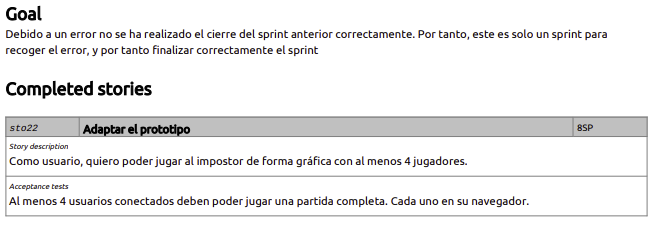 Goal
Debido a un error no se ha realizado el cierre del sprint anterior correctamente. Por tanto, este es solo un sprint para
recoger el error, y por tanto finalizar correctamente el sprint
Completed stories
sto22 Adaptar el prototipo 8SP
Story description
Como usuario, quiero poder jugar al impostor de forma gráfica con al menos 4 jugadores.
Acceptance tests
Al menos 4 usuarios conectados deben poder jugar una partida completa. Cada uno en su navegador.